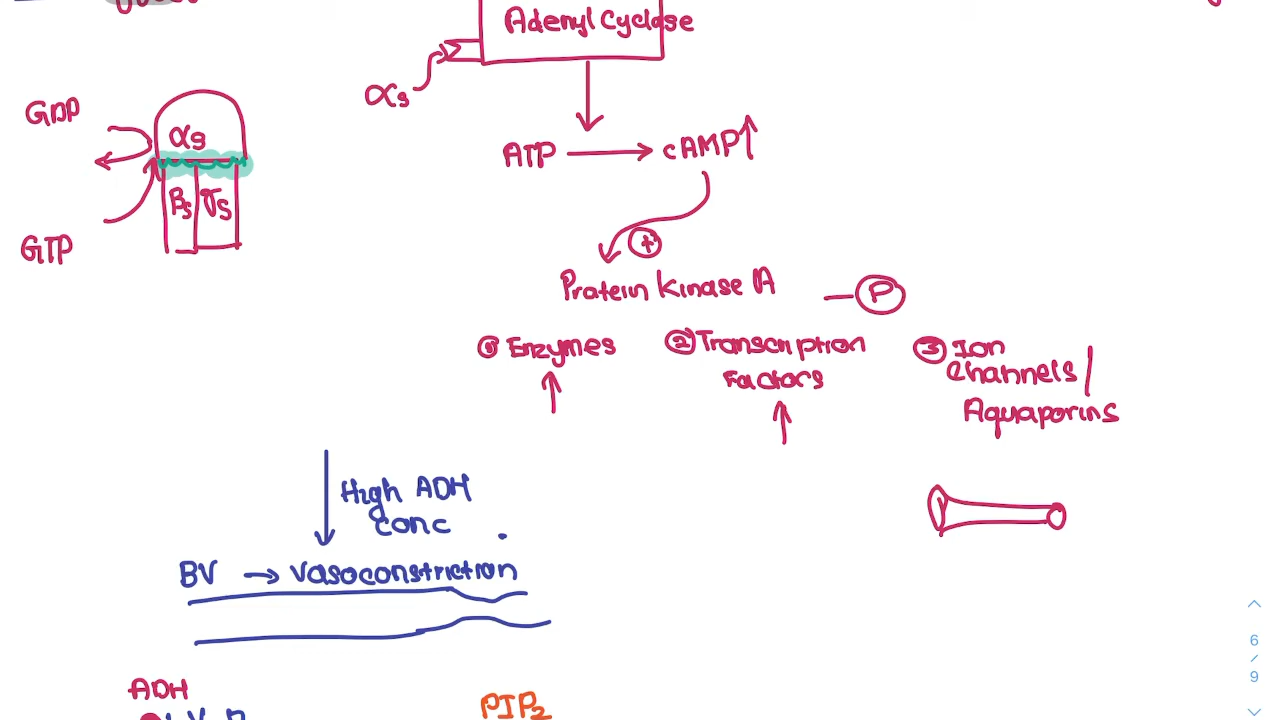 Adenyl Cyclase
GDP
αs
αs
ATP → cAMP↑
βs γs
GTP
+
Protein Kinase A — P
① Enzymes
② Transcription
Factors
③ Ion
Channels/
Aquaporins
High ADH
conc
BV → Vasoconstriction
ADH
PIP₂
6
/
9